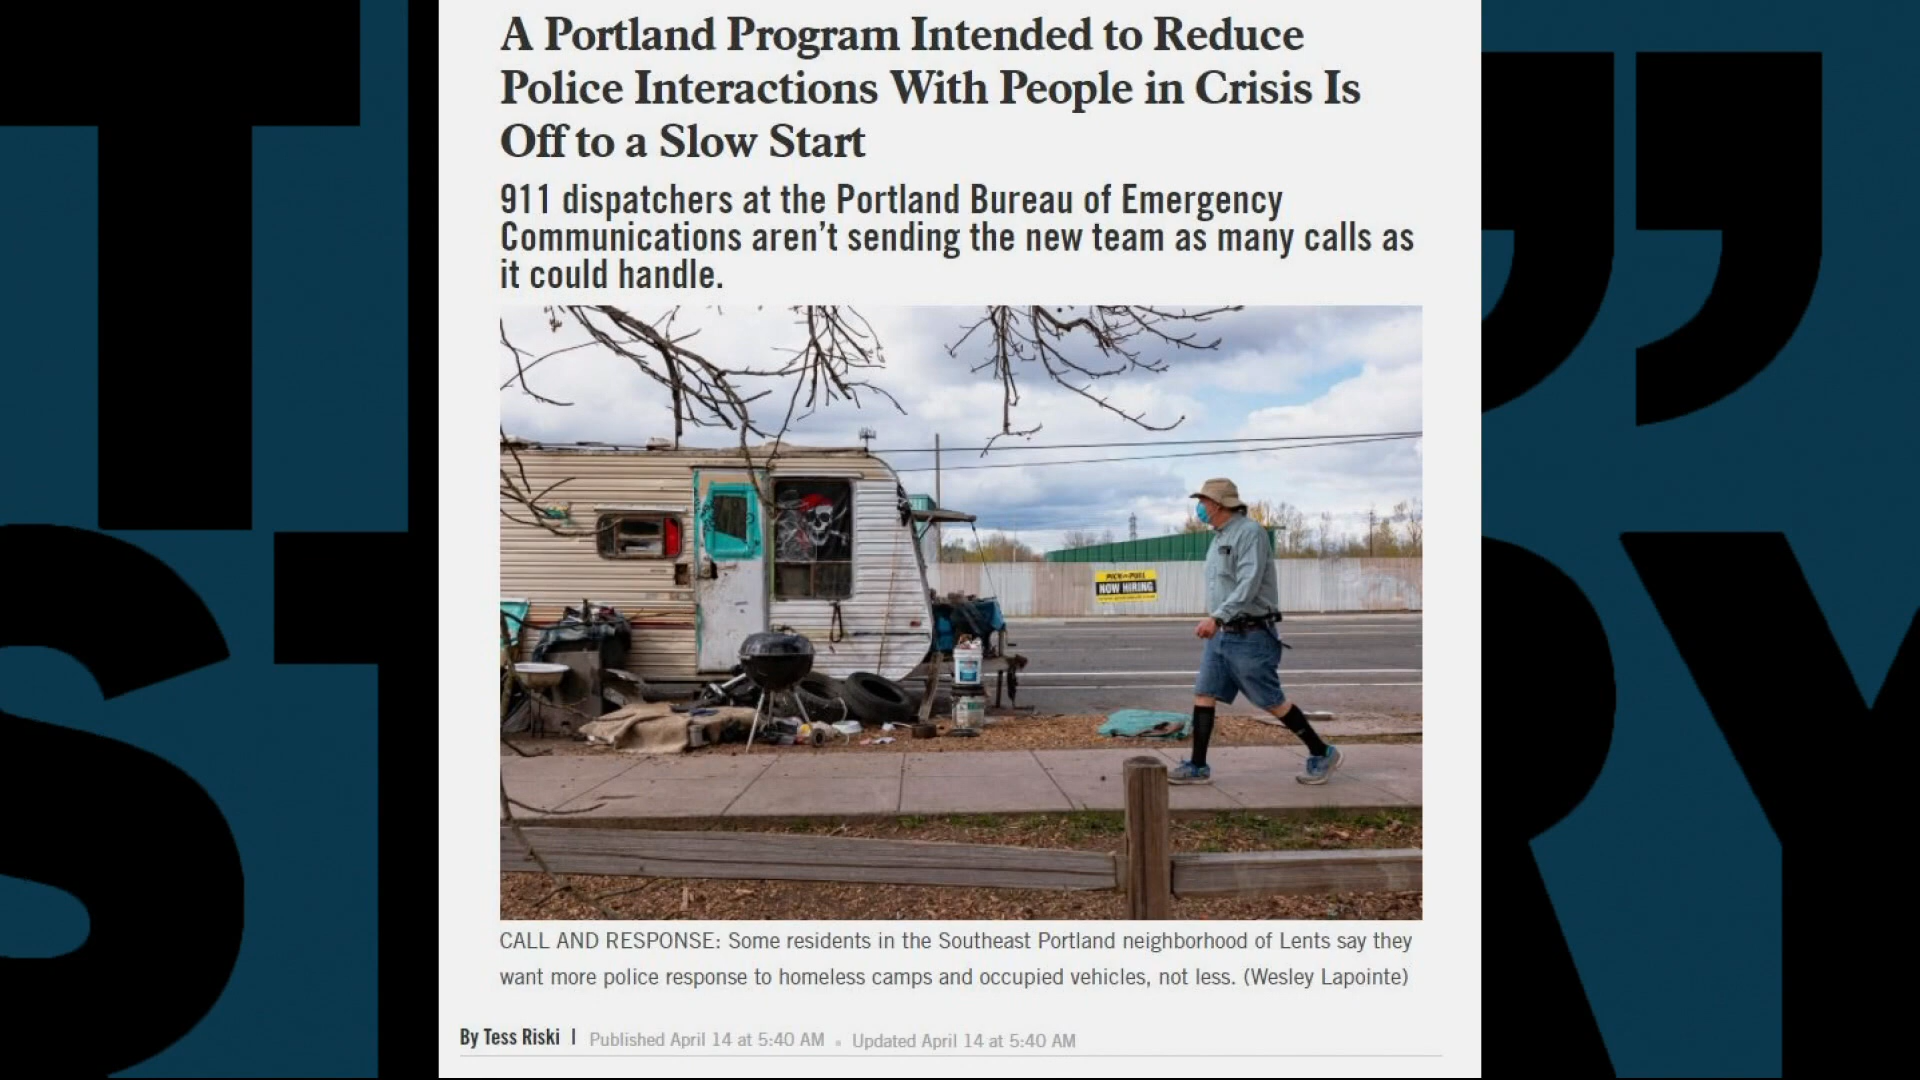 A Portland Program Intended to Reduce
Police Interactions With People in Crisis Is
Off to a Slow Start
911 dispatchers at the Portland Bureau of Emergency
Communications aren't sending the new team as many calls as
it could handle.
PICK-n-PULL
NOW HIRING
CALL AND RESPONSE: Some residents in the Southeast Portland neighborhood of Lents say they
want more police response to homeless camps and occupied vehicles, not less. (Wesley Lapointe)
By Tess Riski | Published April 14 at 5:40 AM • Updated April 14 at 5:40 AM